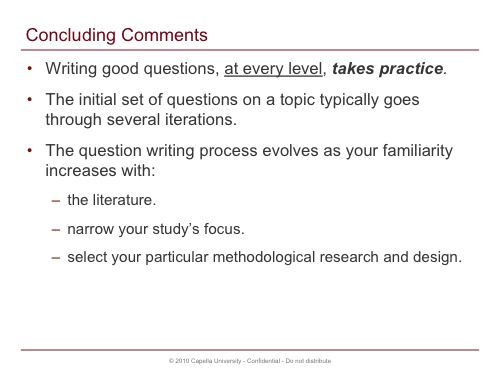 Concluding Comments
• Writing good questions, at every level, takes practice.
• The initial set of questions on a topic typically goes
through several iterations.
• The question writing process evolves as your familiarity
increases with:
– the literature.
– narrow your study’s focus.
– select your particular methodological research and design.
© 2010 Capella University - Confidential - Do not distribute